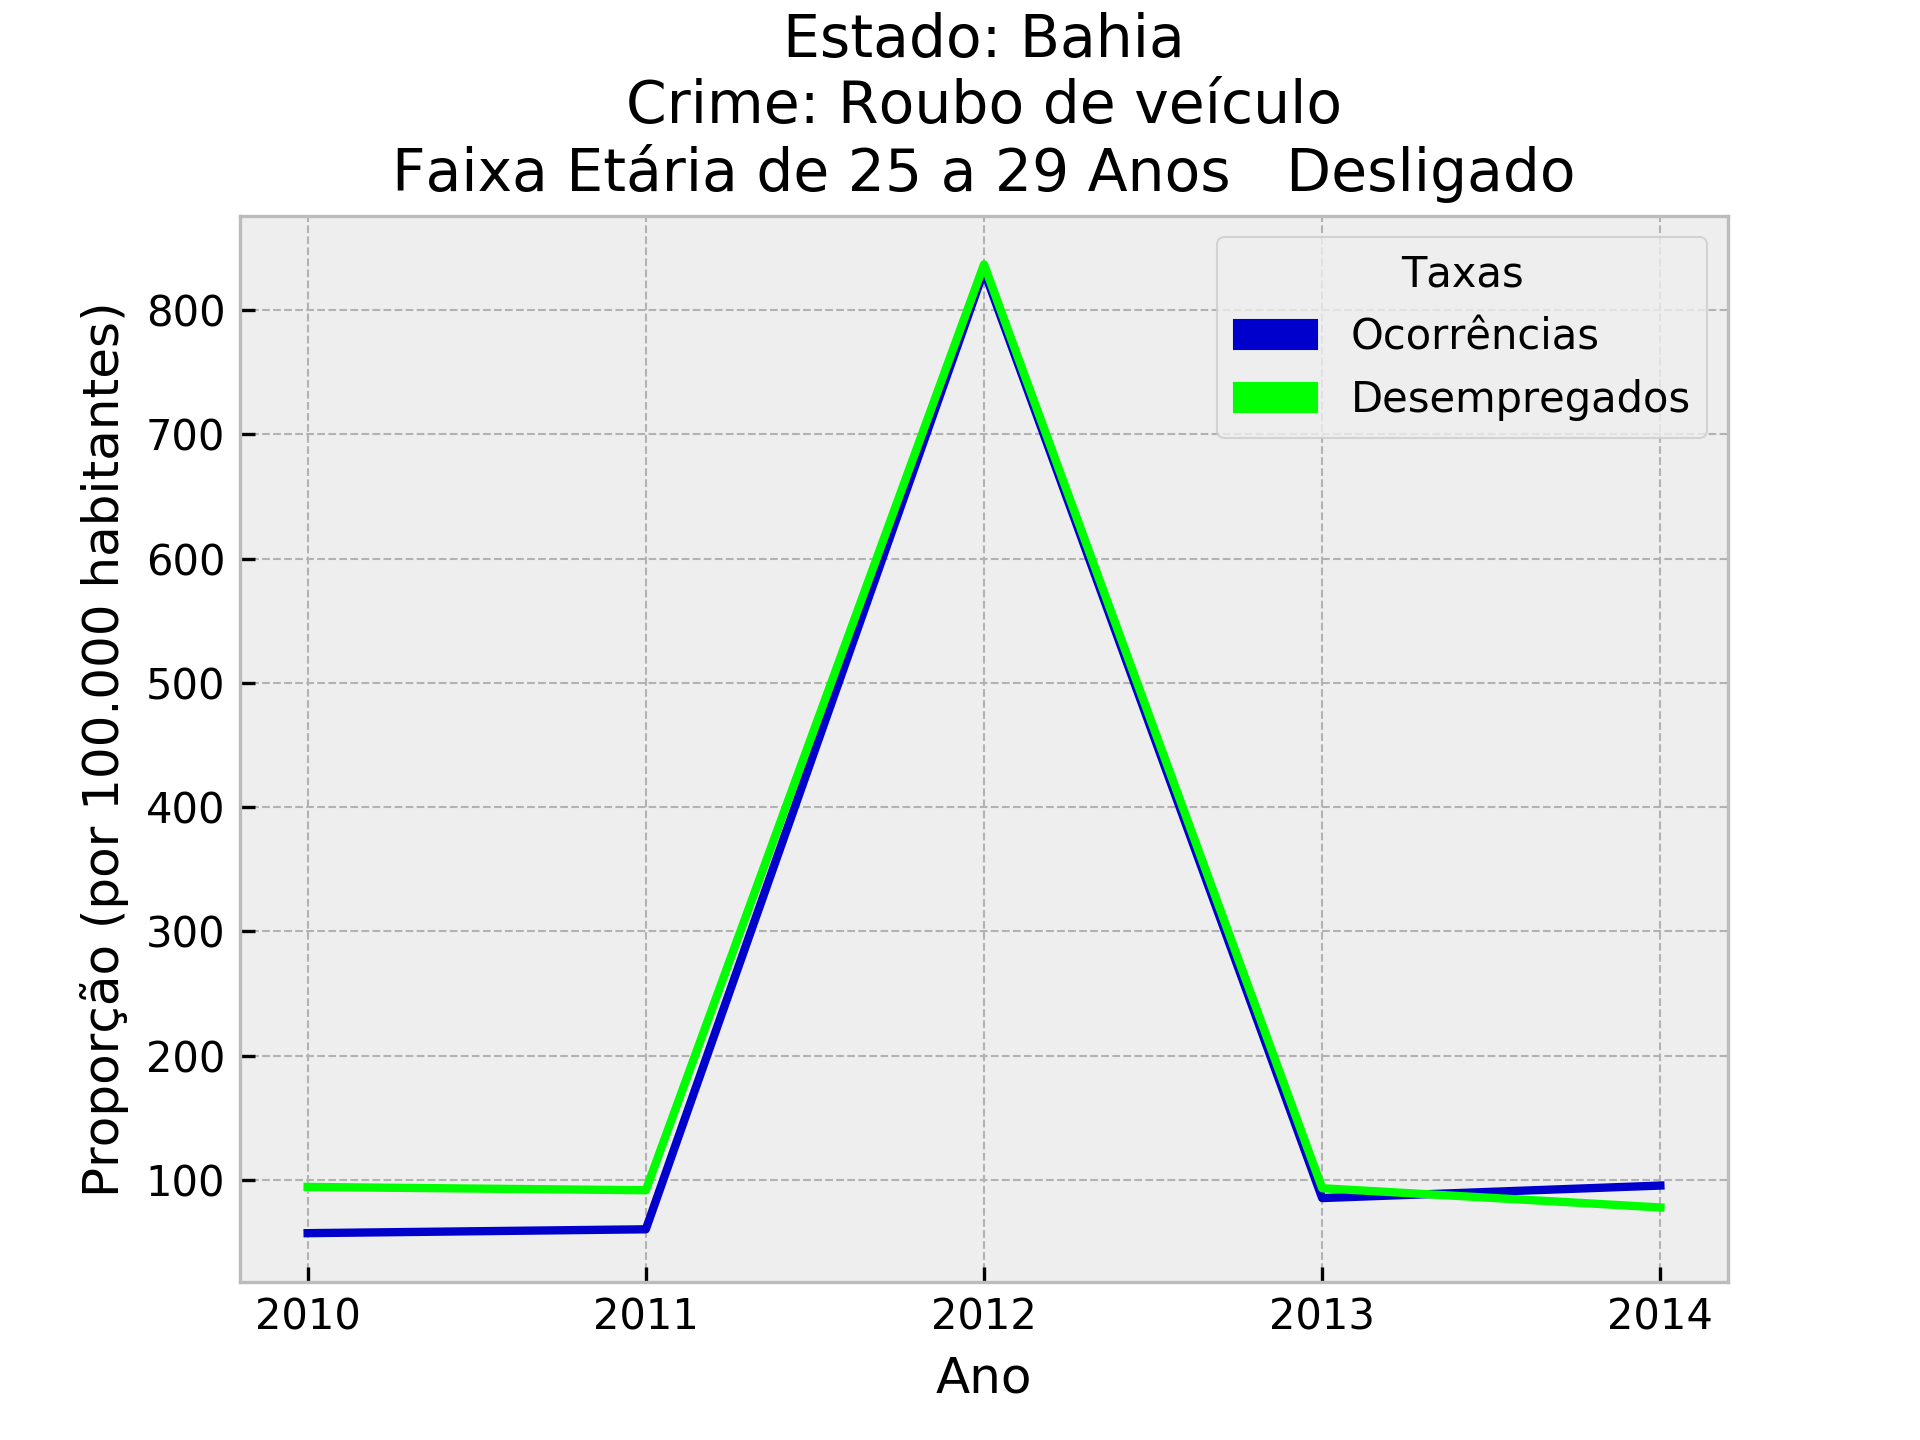 Estado: Bahia
Crime: Roubo de veículo
Faixa Etária de 25 a 29 Anos   Desligado
Proporção (por 100.000 habitantes)
800
700
600
500
400
300
200
100
Taxas
Ocorrências
Desempregados
2010 2011 2012 2013 2014
Ano